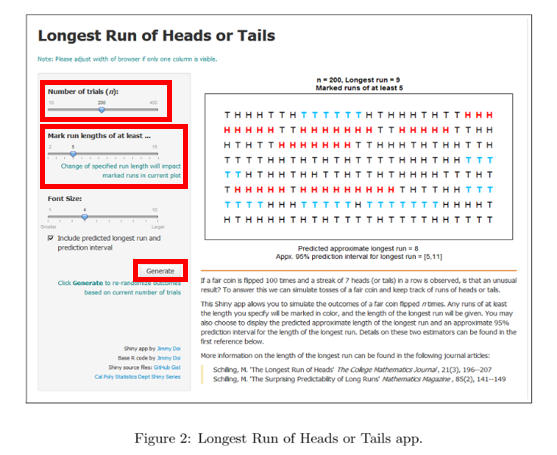 Longest Run of Heads or Tails
Note: Please adjust width of browser if only one column is visible.
Number of trials (n):
10 200 400
Mark run lengths of at least ...
2 5 15
Change of specified run length will impact
marked runs in current plot
Font Size:
1 4 10
Smaller Larger
Include predicted longest run and
prediction interval
Generate
Click Generate to re-randomize outcomes
based on current number of trials
Shiny app by Jimmy Doi
Base R code by Jimmy Doi
Shiny source files: GitHub Gist
Cal Poly Statistics Dept Shiny Series
n = 200, Longest run = 9
Marked runs of at least 5
T H H H T T H T T T T T T H T H H H T H T T H H H
H H H H H T T H H H H H H H T T H H H H H T T H H
Predicted approximate longest run = 8
Appx. 95% prediction interval for longest run = [5,11]
If a fair coin is flipped 100 times and a streak of 7 heads (or tails) in a row is observed, is that an unusual
result? To answer this we can simulate tosses of a fair coin and keep track of runs of heads or tails.
This Shiny app allows you to simulate the outcomes of a fair coin flipped n times. Any runs of at least
the length you specify will be marked in color, and the length of the longest run will be given. You may
also choose to display the predicted approximate length of the longest run and an approximate 95%
prediction interval for the length of the longest run. Details on these two estimators can be found in the
first reference below.
More information on the length of the longest run can be found in the following journal articles:
Schilling, M. 'The Longest Run of Heads' The College Mathematics Journal, 21(3), 196--207
Schilling, M. 'The Surprising Predictability of Long Runs' Mathematics Magazine, 85(2), 141--149
Figure 2: Longest Run of Heads or Tails app.